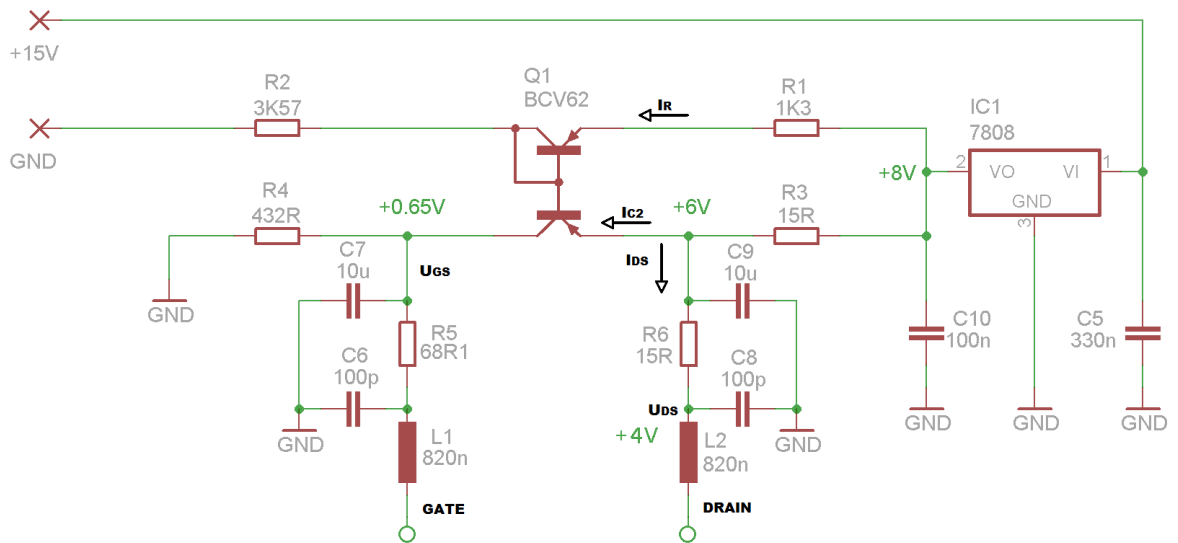 +15V
GND
R2
3K57
Q1
BCV62
IR
R1
1K3
IC1
7808
2
VO
VI
1
GND
3
+8V
R4
432R
+0.65V
IC2
+6V
R3
15R
GND
C7
10u
UGS
IDS
C9
10u
R5
68R1
R6
15R
C10
100n
C5
330n
C6
100p
C8
100p
UDS
+4V
GND
L1
820n
L2
820n
GND
GND
GND
GND
GATE
DRAIN